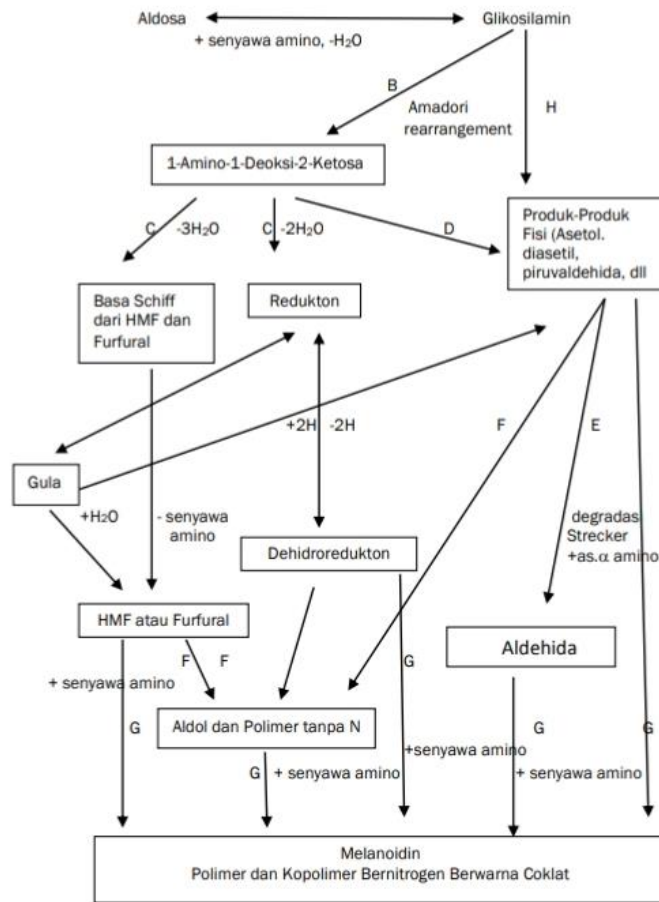 Aldosa
Glikosilamin
+ senyawa amino, -H₂O
B
Amadori
rearrangement
H
1-Amino-1-Deoksi-2-Ketosa
C -3H₂O
C -2H₂O
D
Produk-Produk
Fisi (Asetol.
diasetil,
piruvaldehida, dll
Basa Schiff
dari HMF dan
Furfural
Redukton
+2H -2H
F
E
Gula
+H₂O
- senyawa
amino
Dehidroredukton
degradas
Strecker
+as.α amino
HMF atau Furfural
Aldehida
+ senyawa amino
F F
G
G
Aldol dan Polimer tanpa N
G + senyawa amino
+senyawa amino
G
+ senyawa amino
G
Melanoidin
Polimer dan Kopolimer Bernitrogen Berwarna Coklat